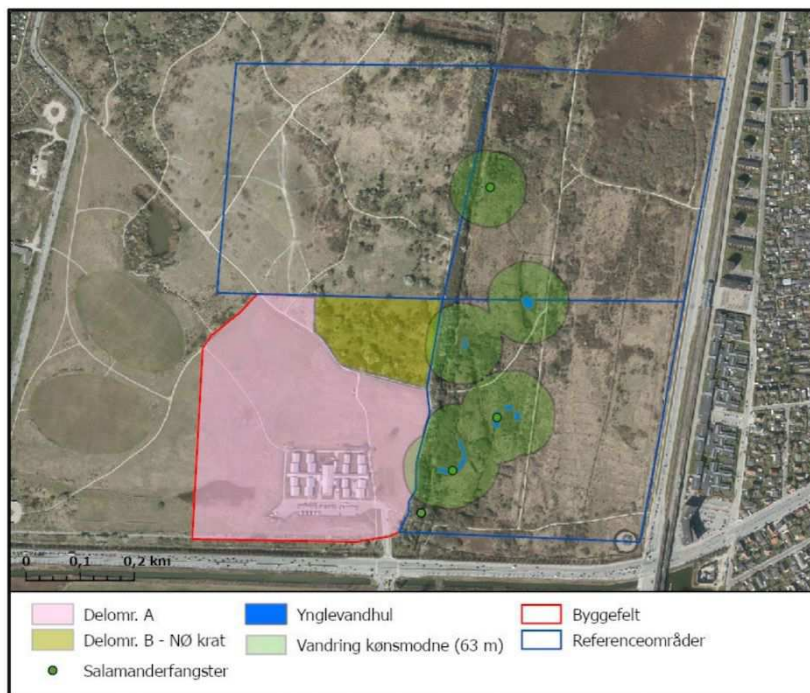 0 0,1 0,2 km
Delomr. A
Ynglevandhul
Byggefelt
Delomr. B - NØ krat
Vandring kønsmodne (63 m)
Referenceområder
Salamanderfangster